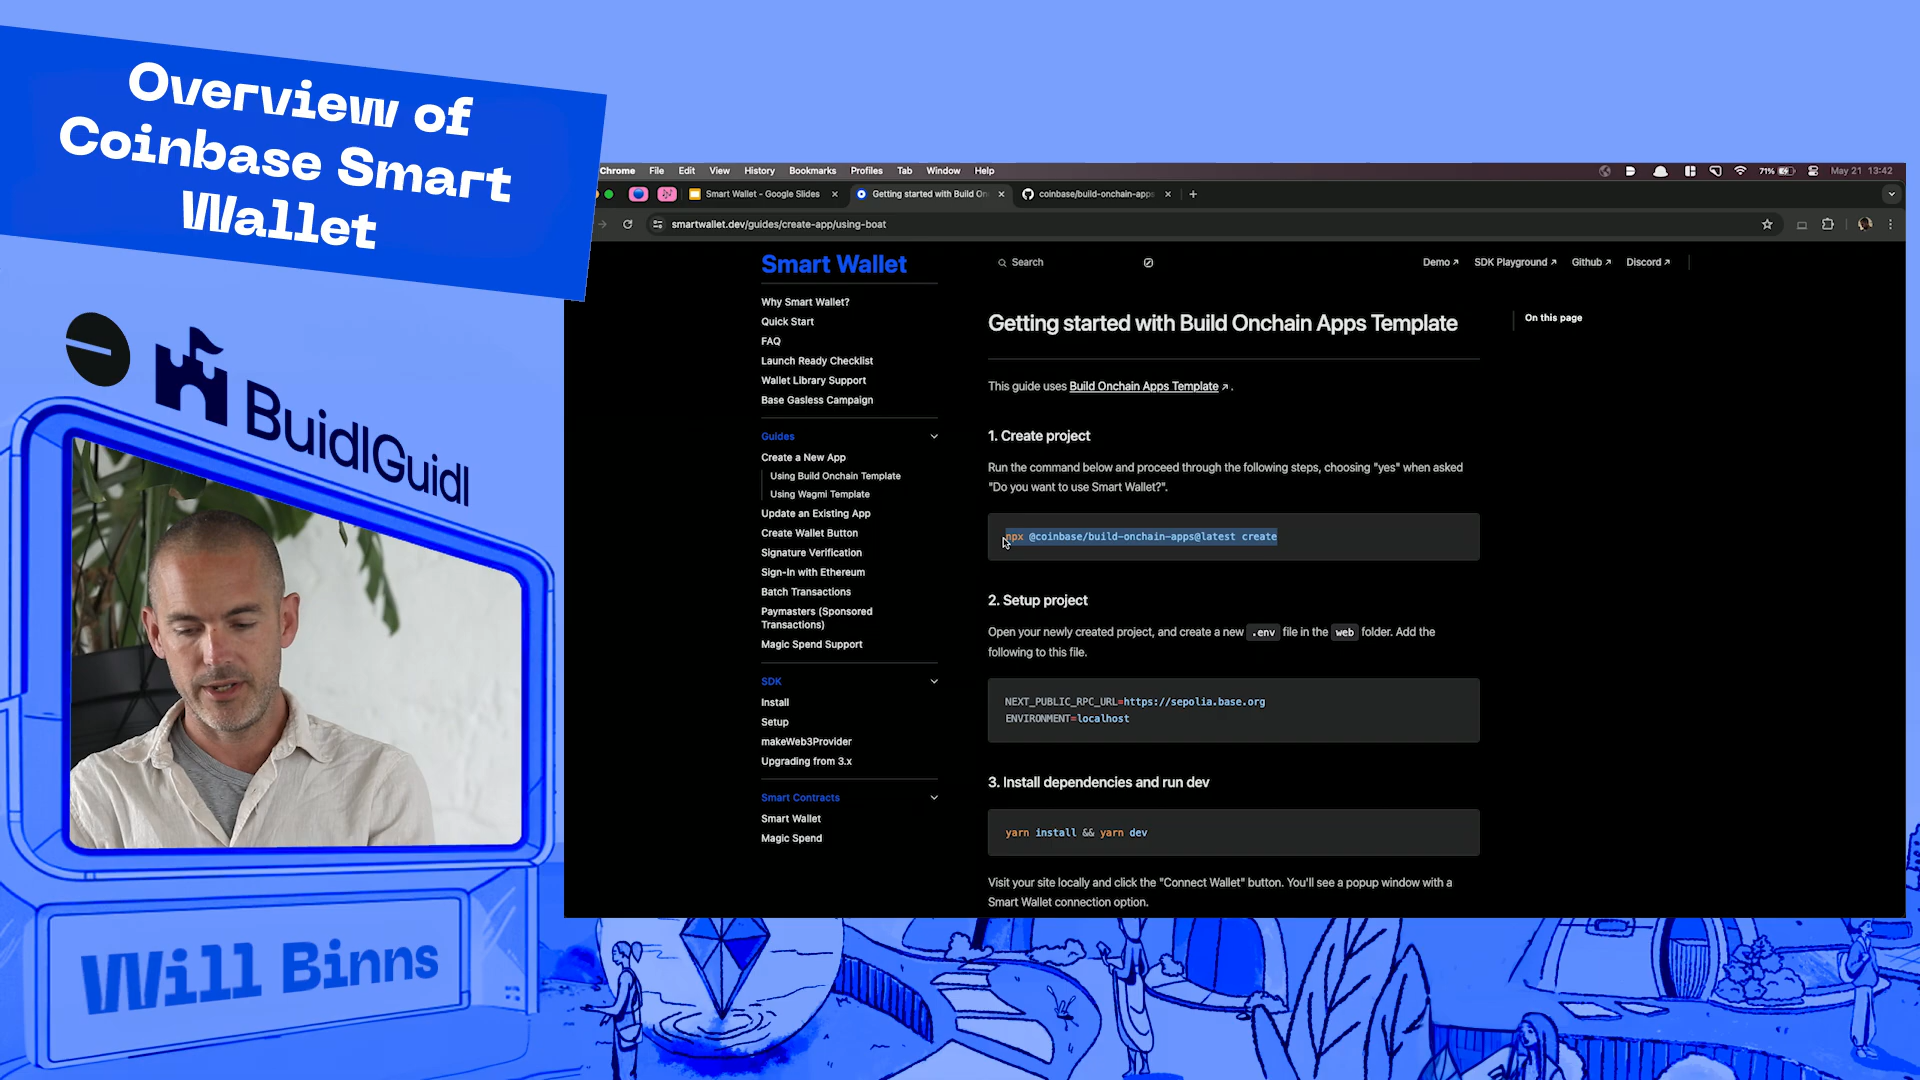 Overview of
Coinbase Smart
Wallet
BuidlGuidl
Will Binns
Chrome File Edit View History Bookmarks Profiles Tab Window Help
71% May 21 13:42
Smart Wallet - Google Slides
Getting started with Build On
coinbase/build-onchain-apps
smartwallet.dev/guides/create-app/using-boat
Smart Wallet
Search
Demo
SDK Playground
Github
Discord
Why Smart Wallet?
Quick Start
FAQ
Launch Ready Checklist
Wallet Library Support
Base Gasless Campaign
Guides
Create a New App
Using Build Onchain Template
Using Wagmi Template
Update an Existing App
Create Wallet Button
Signature Verification
Sign-In with Ethereum
Batch Transactions
Paymasters (Sponsored
Transactions)
Magic Spend Support
SDK
Install
Setup
makeWeb3Provider
Upgrading from 3.x
Smart Contracts
Smart Wallet
Magic Spend
Getting started with Build Onchain Apps Template
This guide uses Build Onchain Apps Template .
1. Create project
Run the command below and proceed through the following steps, choosing "yes" when asked
"Do you want to use Smart Wallet?".
npx @coinbase/build-onchain-apps@latest create
2. Setup project
Open your newly created project, and create a new .env file in the web folder. Add the
following to this file.
NEXT_PUBLIC_RPC_URL=https://sepolia.base.org
ENVIRONMENT=localhost
3. Install dependencies and run dev
yarn install && yarn dev
Visit your site locally and click the "Connect Wallet" button. You'll see a popup window with a
Smart Wallet connection option.
On this page